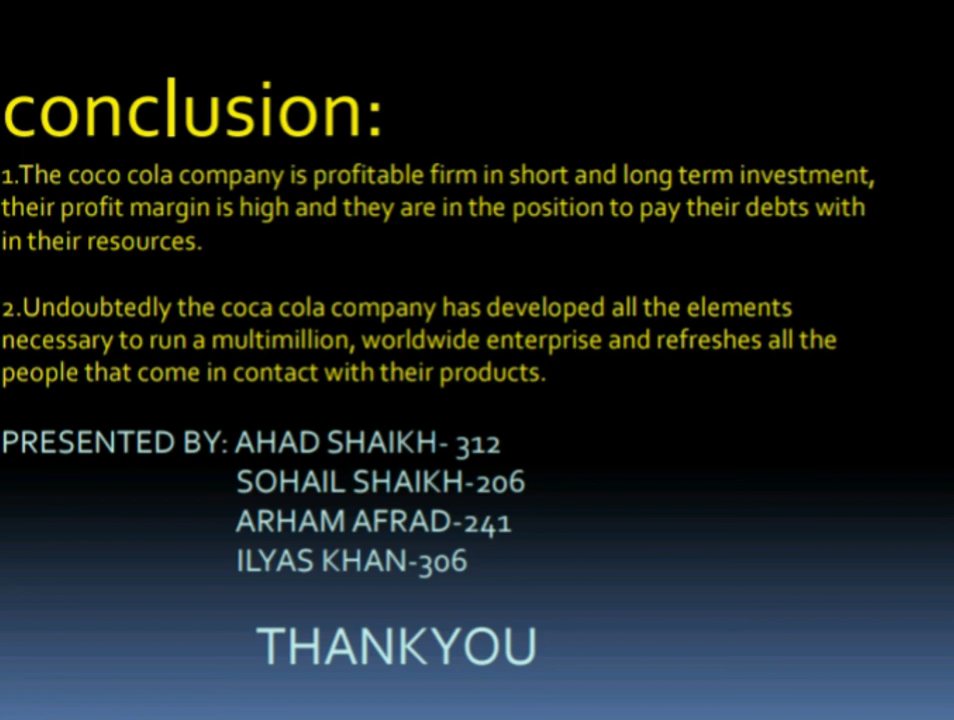 conclusion:
1.The coco cola company is profitable firm in short and long term investment,
their profit margin is high and they are in the position to pay their debts with
in their resources.
2.Undoubtedly the coca cola company has developed all the elements
necessary to run a multimillion, worldwide enterprise and refreshes all the
people that come in contact with their products.
PRESENTED BY: AHAD SHAIKH- 312
SOHAIL SHAIKH-206
ARHAM AFRAD-241
ILYAS KHAN-306
THANKYOU